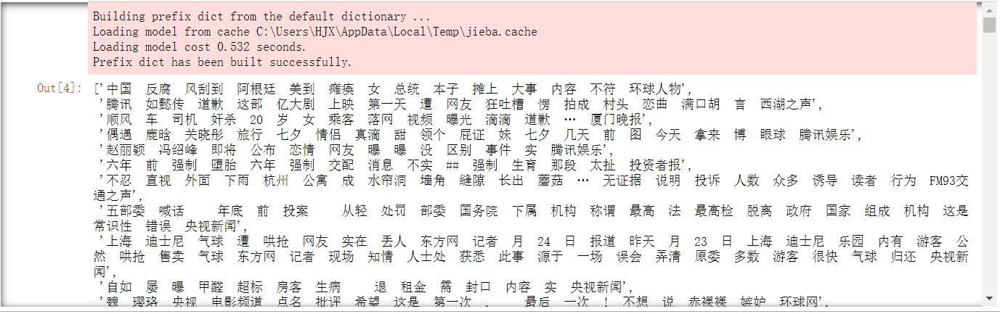 Building prefix dict from the default dictionary ...
Loading model from cache C:\Users\HJX\AppData\Local\Temp\jieba.cache
Loading model cost 0.532 seconds.
Prefix dict has been built successfully.
Out[4]: ['中国 反腐 风刮到 阿根廷 美到 瘫痪 女 总统 本子 摊上 大事 内容 不符 环球人物',
'腾讯 如懿传 道歉 这部 亿大剧 上映 第一天 遭 网友 狂吐槽 愣 拍成 村头 恋曲 满口胡 言 西湖之声',
'顺风 车 司机 奸杀 20 岁 女 乘客 落网 视频 曝光 滴滴 道歉 … 厦门晚报',
'偶遇 鹿晗 关晓彤 旅行 七夕 情侣 真滴 甜 领个 屁证 妹 七夕 几天 前 图 今天 拿来 博 眼球 腾讯娱乐',
'赵丽颖 冯绍峰 即将 公布 恋情 网友 曝 曝 没 区别 事件 实 腾讯娱乐',
'六年 前 强制 堕胎 六年 强制 交配 消息 不实 ## 强制 生育 那段 太扯 投资者报',
'不忍 直视 外面 下雨 杭州 公寓 成 水帘洞 墙角 缝隙 长出 蘑菇 … 无证据 说明 投诉 人数 众多 诱导 读者 行为 FM93交
通之声',
'五部委 喊话 年底 前 投案 从轻 处罚 部委 国务院 下属 机构 称谓 最高 法 最高检 脱离 政府 国家 组成 机构 这是
常识性 错误 央视新闻',
'上海 迪士尼 气球 遭 哄抢 网友 实在 丢人 东方网 记者 月 24 日 报道 昨天 月 23 日 上海 迪士尼 乐园 内有 游客 公
然 哄抢 售卖 气球 东方网 记者 现场 知情 人士处 获悉 此事 源于 一场 误会 弄清 原委 多数 游客 很快 气球 归还 央视新
闻',
'自如 屡 曝 甲醛 超标 房客 生病 退 租金 需 封口 内容 实 央视新闻',
'魏 璎珞 央视 电影频道 点名 批评 希望 这是 第一次 . 最后 一次 ! 不想 说 赤裸裸 嫉妒 环球网',